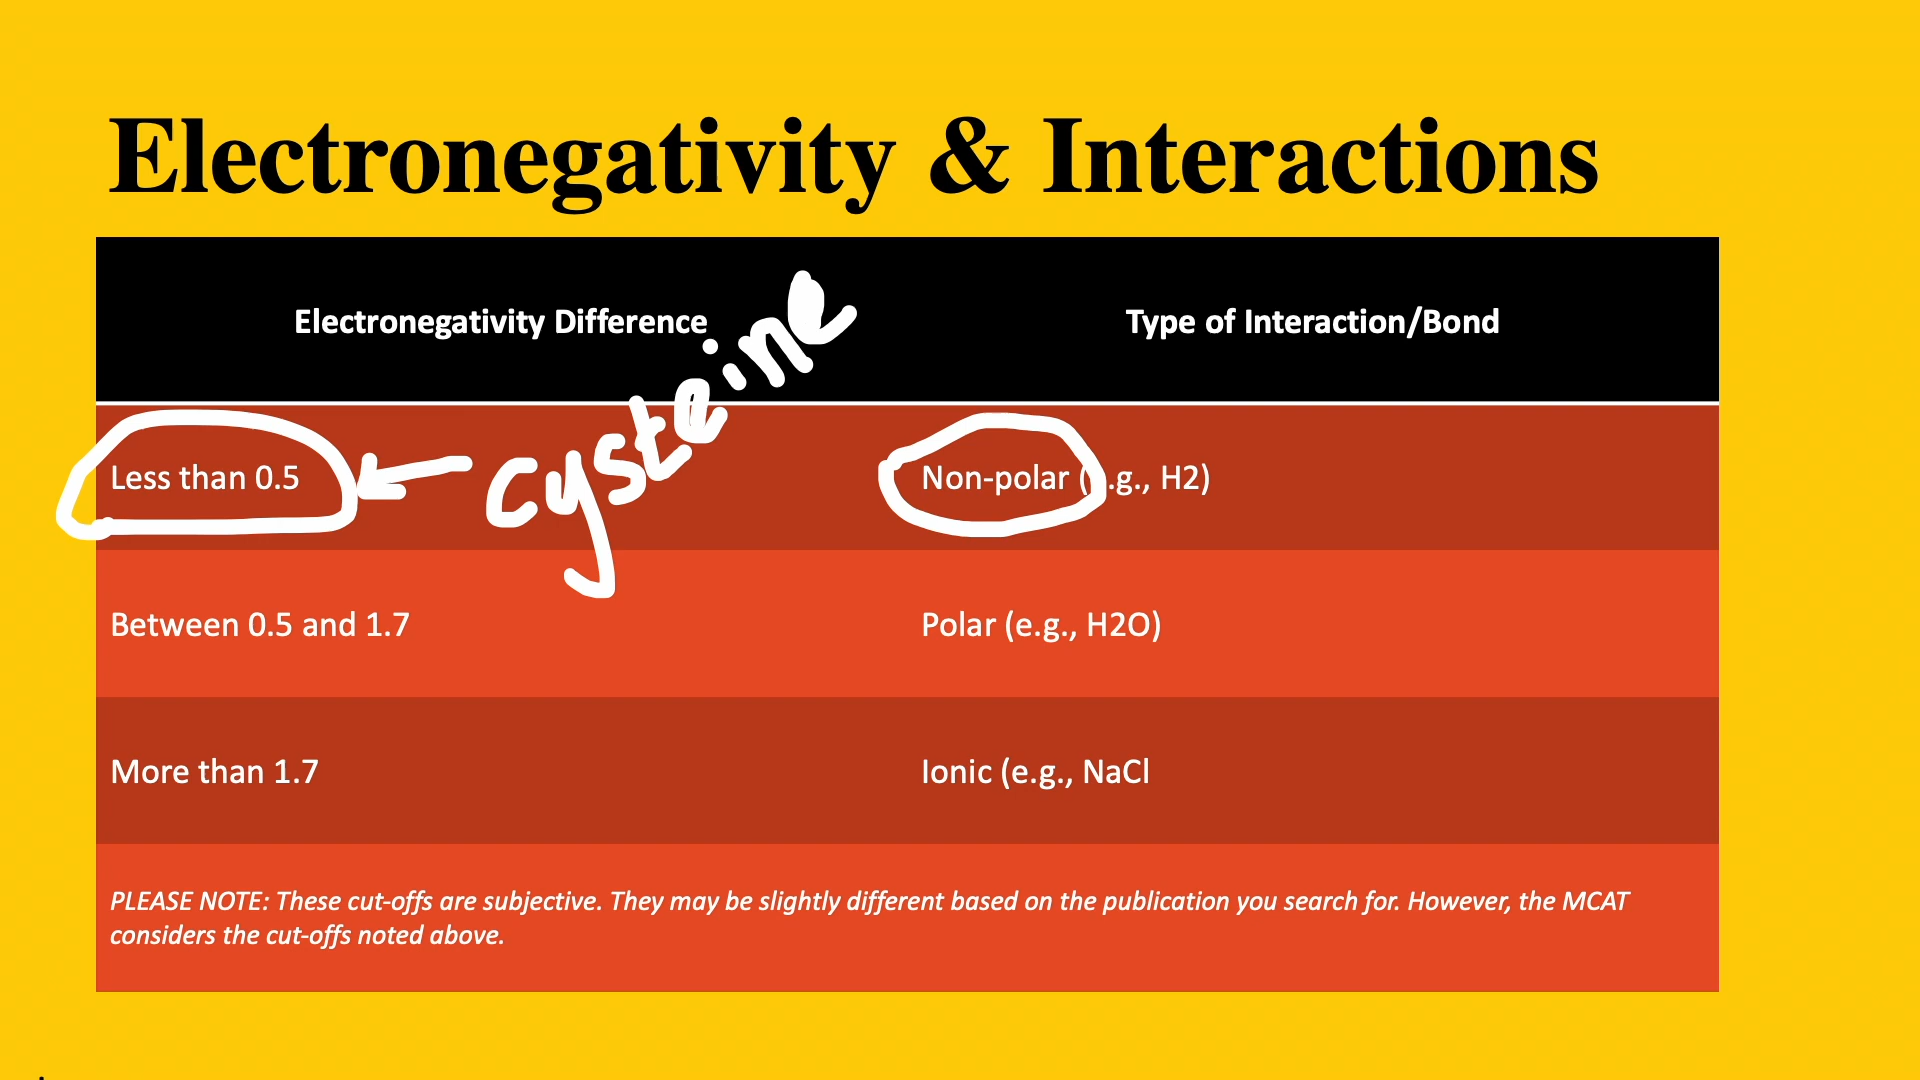 Electronegativity & Interactions
Electronegativity Difference
Type of Interaction/Bond
cysteine
Less than 0.5
Non-polar (.g., H2)
Between 0.5 and 1.7
Polar (e.g., H2O)
More than 1.7
Ionic (e.g., NaCl
PLEASE NOTE: These cut-offs are subjective. They may be slightly different based on the publication you search for. However, the MCAT
considers the cut-offs noted above.